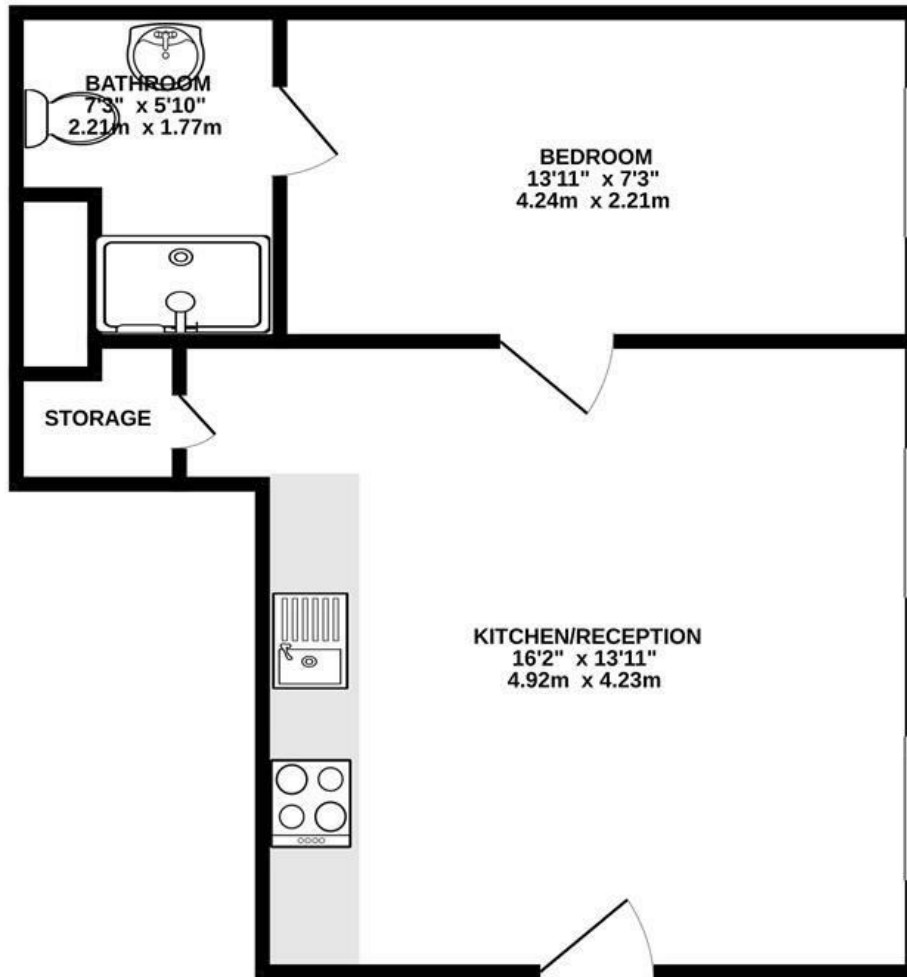 BATHROOM
7'3" x 5'10"
2.21m x 1.77m
BEDROOM
13'11" x 7'3"
4.24m x 2.21m
STORAGE
KITCHEN/RECEPTION
16'2" x 13'11"
4.92m x 4.23m